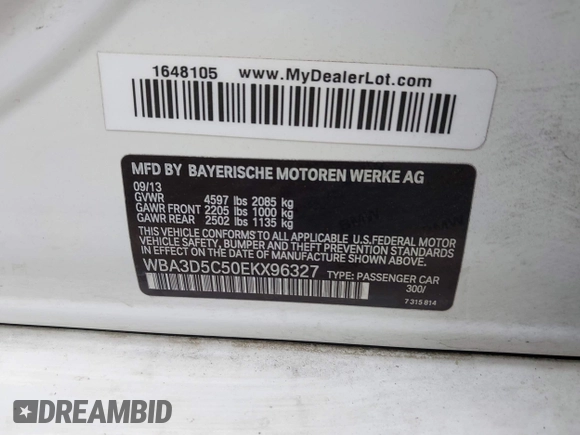 1648105 www.MyDealerLot.com
MFD BY BAYERISCHE MOTOREN WERKE AG
09/13
GVWR 4597 lbs 2085 kg
GAWR FRONT 2205 lbs 1000 kg
GAWR REAR 2502 lbs 1135 kg
THIS VEHICLE CONFORMS TO ALL APPLICABLE U.S. FEDERAL MOTOR
VEHICLE SAFETY, BUMPER AND THEFT PREVENTION STANDARDS
IN EFFECT ON THE DATE OF MANUFACTURE SHOWN ABOVE.
WBA3D5C50EKX96327 TYPE: PASSENGER CAR
300/
7 315 814
DREAMBID